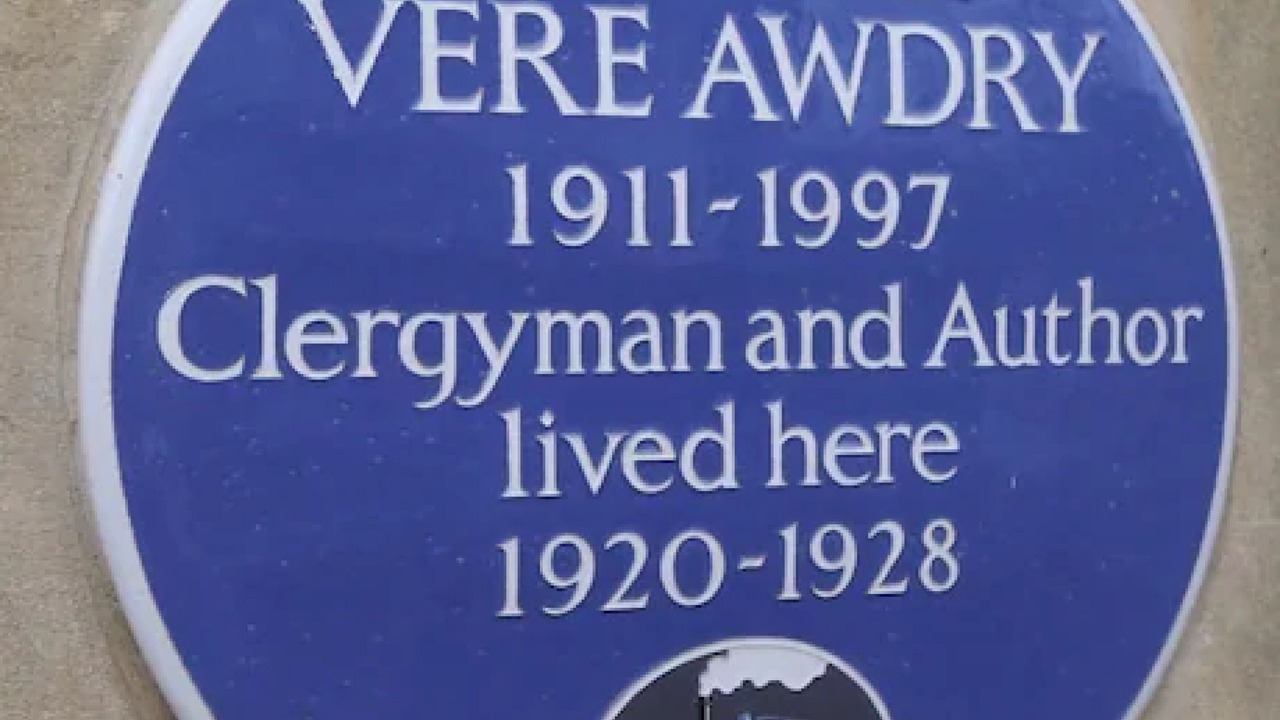 VERE AWDRY
1911-1997
Clergyman and Author
lived here
1920-1928